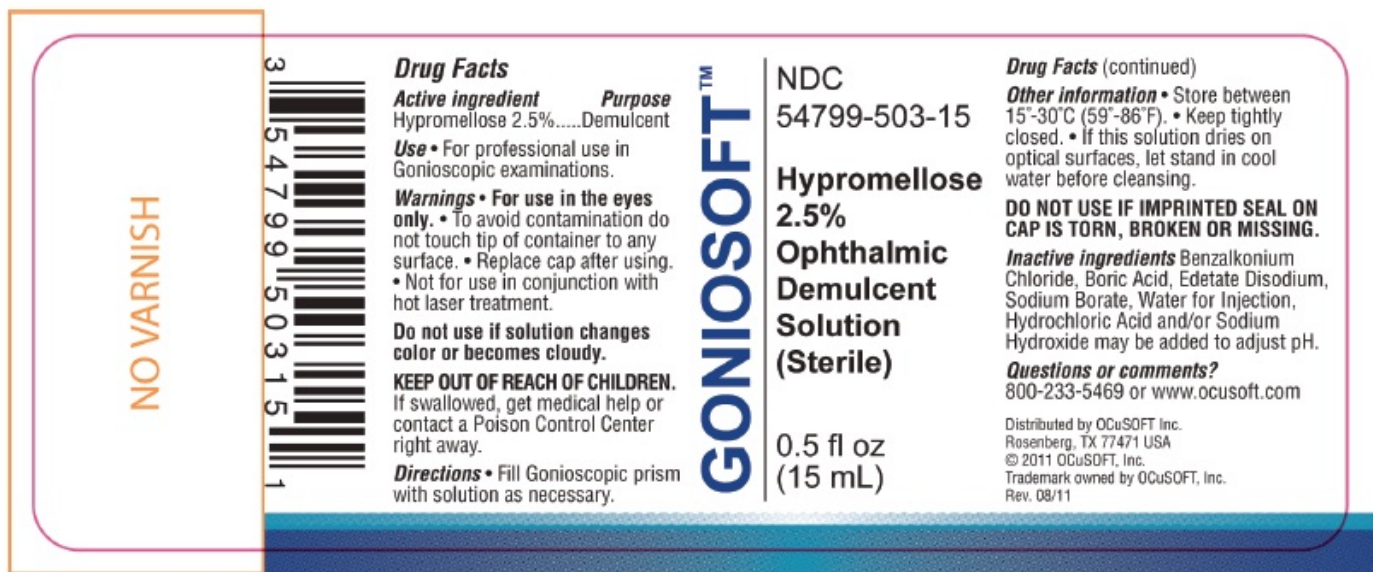 NO VARNISH
3 54799 50315 1
Drug Facts
Active ingredient Purpose
Hypromellose 2.5%.....Demulcent
Use • For professional use in
Gonioscopic examinations.
Warnings • For use in the eyes
only. • To avoid contamination do
not touch tip of container to any
surface. • Replace cap after using.
• Not for use in conjunction with
hot laser treatment.
Do not use if solution changes
color or becomes cloudy.
KEEP OUT OF REACH OF CHILDREN.
If swallowed, get medical help or
contact a Poison Control Center
right away.
Directions • Fill Gonioscopic prism
with solution as necessary.
GONIOSOFT™
NDC
54799-503-15
Hypromellose
2.5%
Ophthalmic
Demulcent
Solution
(Sterile)
0.5 fl oz
(15 mL)
Drug Facts (continued)
Other information • Store between
15˚-30˚C (59˚-86˚F). • Keep tightly
closed. • If this solution dries on
optical surfaces, let stand in cool
water before cleansing.
DO NOT USE IF IMPRINTED SEAL ON
CAP IS TORN, BROKEN OR MISSING.
Inactive ingredients Benzalkonium
Chloride, Boric Acid, Edetate Disodium,
Sodium Borate, Water for Injection,
Hydrochloric Acid and/or Sodium
Hydroxide may be added to adjust pH.
Questions or comments?
800-233-5469 or www.ocusoft.com
Distributed by OCuSOFT Inc.
Rosenberg, TX 77471 USA
© 2011 OCuSOFT, Inc.
Trademark owned by OCuSOFT, Inc.
Rev. 08/11